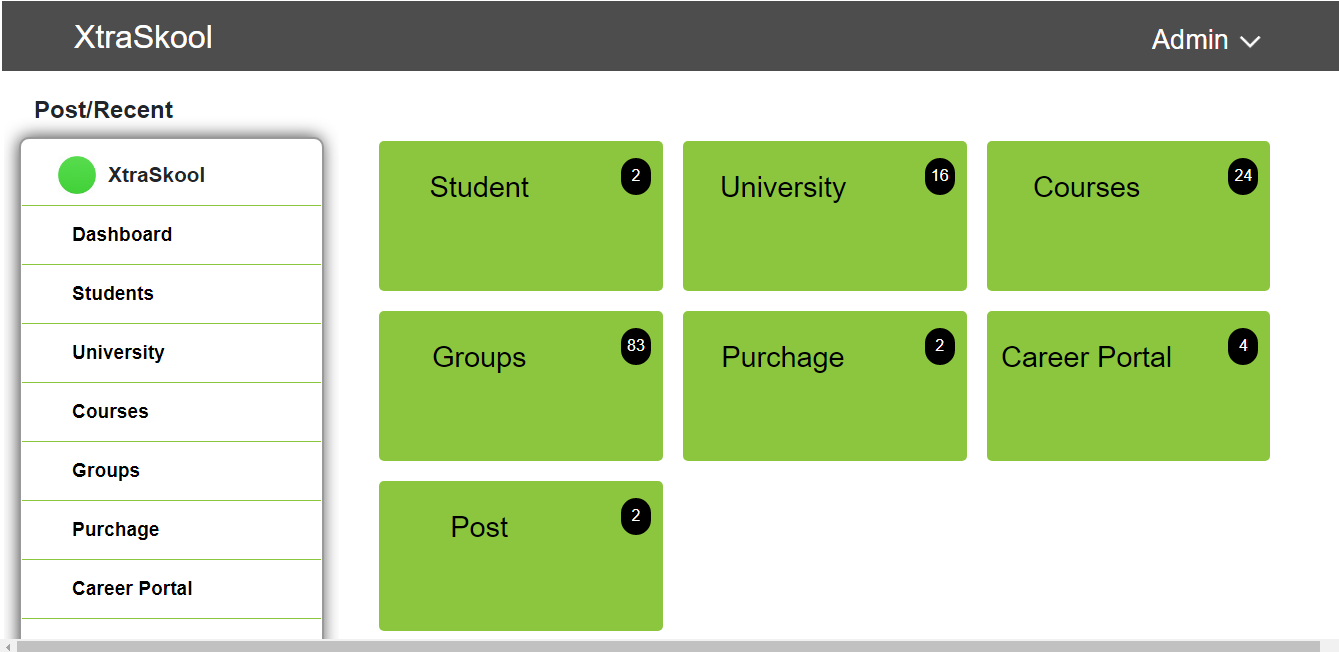 XtraSkool
Admin
Post/Recent
XtraSkool
Dashboard
Students
University
Courses
Groups
Purchage
Career Portal
Student 2
University 16
Courses 24
Groups 83
Purchage 2
Career Portal 4
Post 2